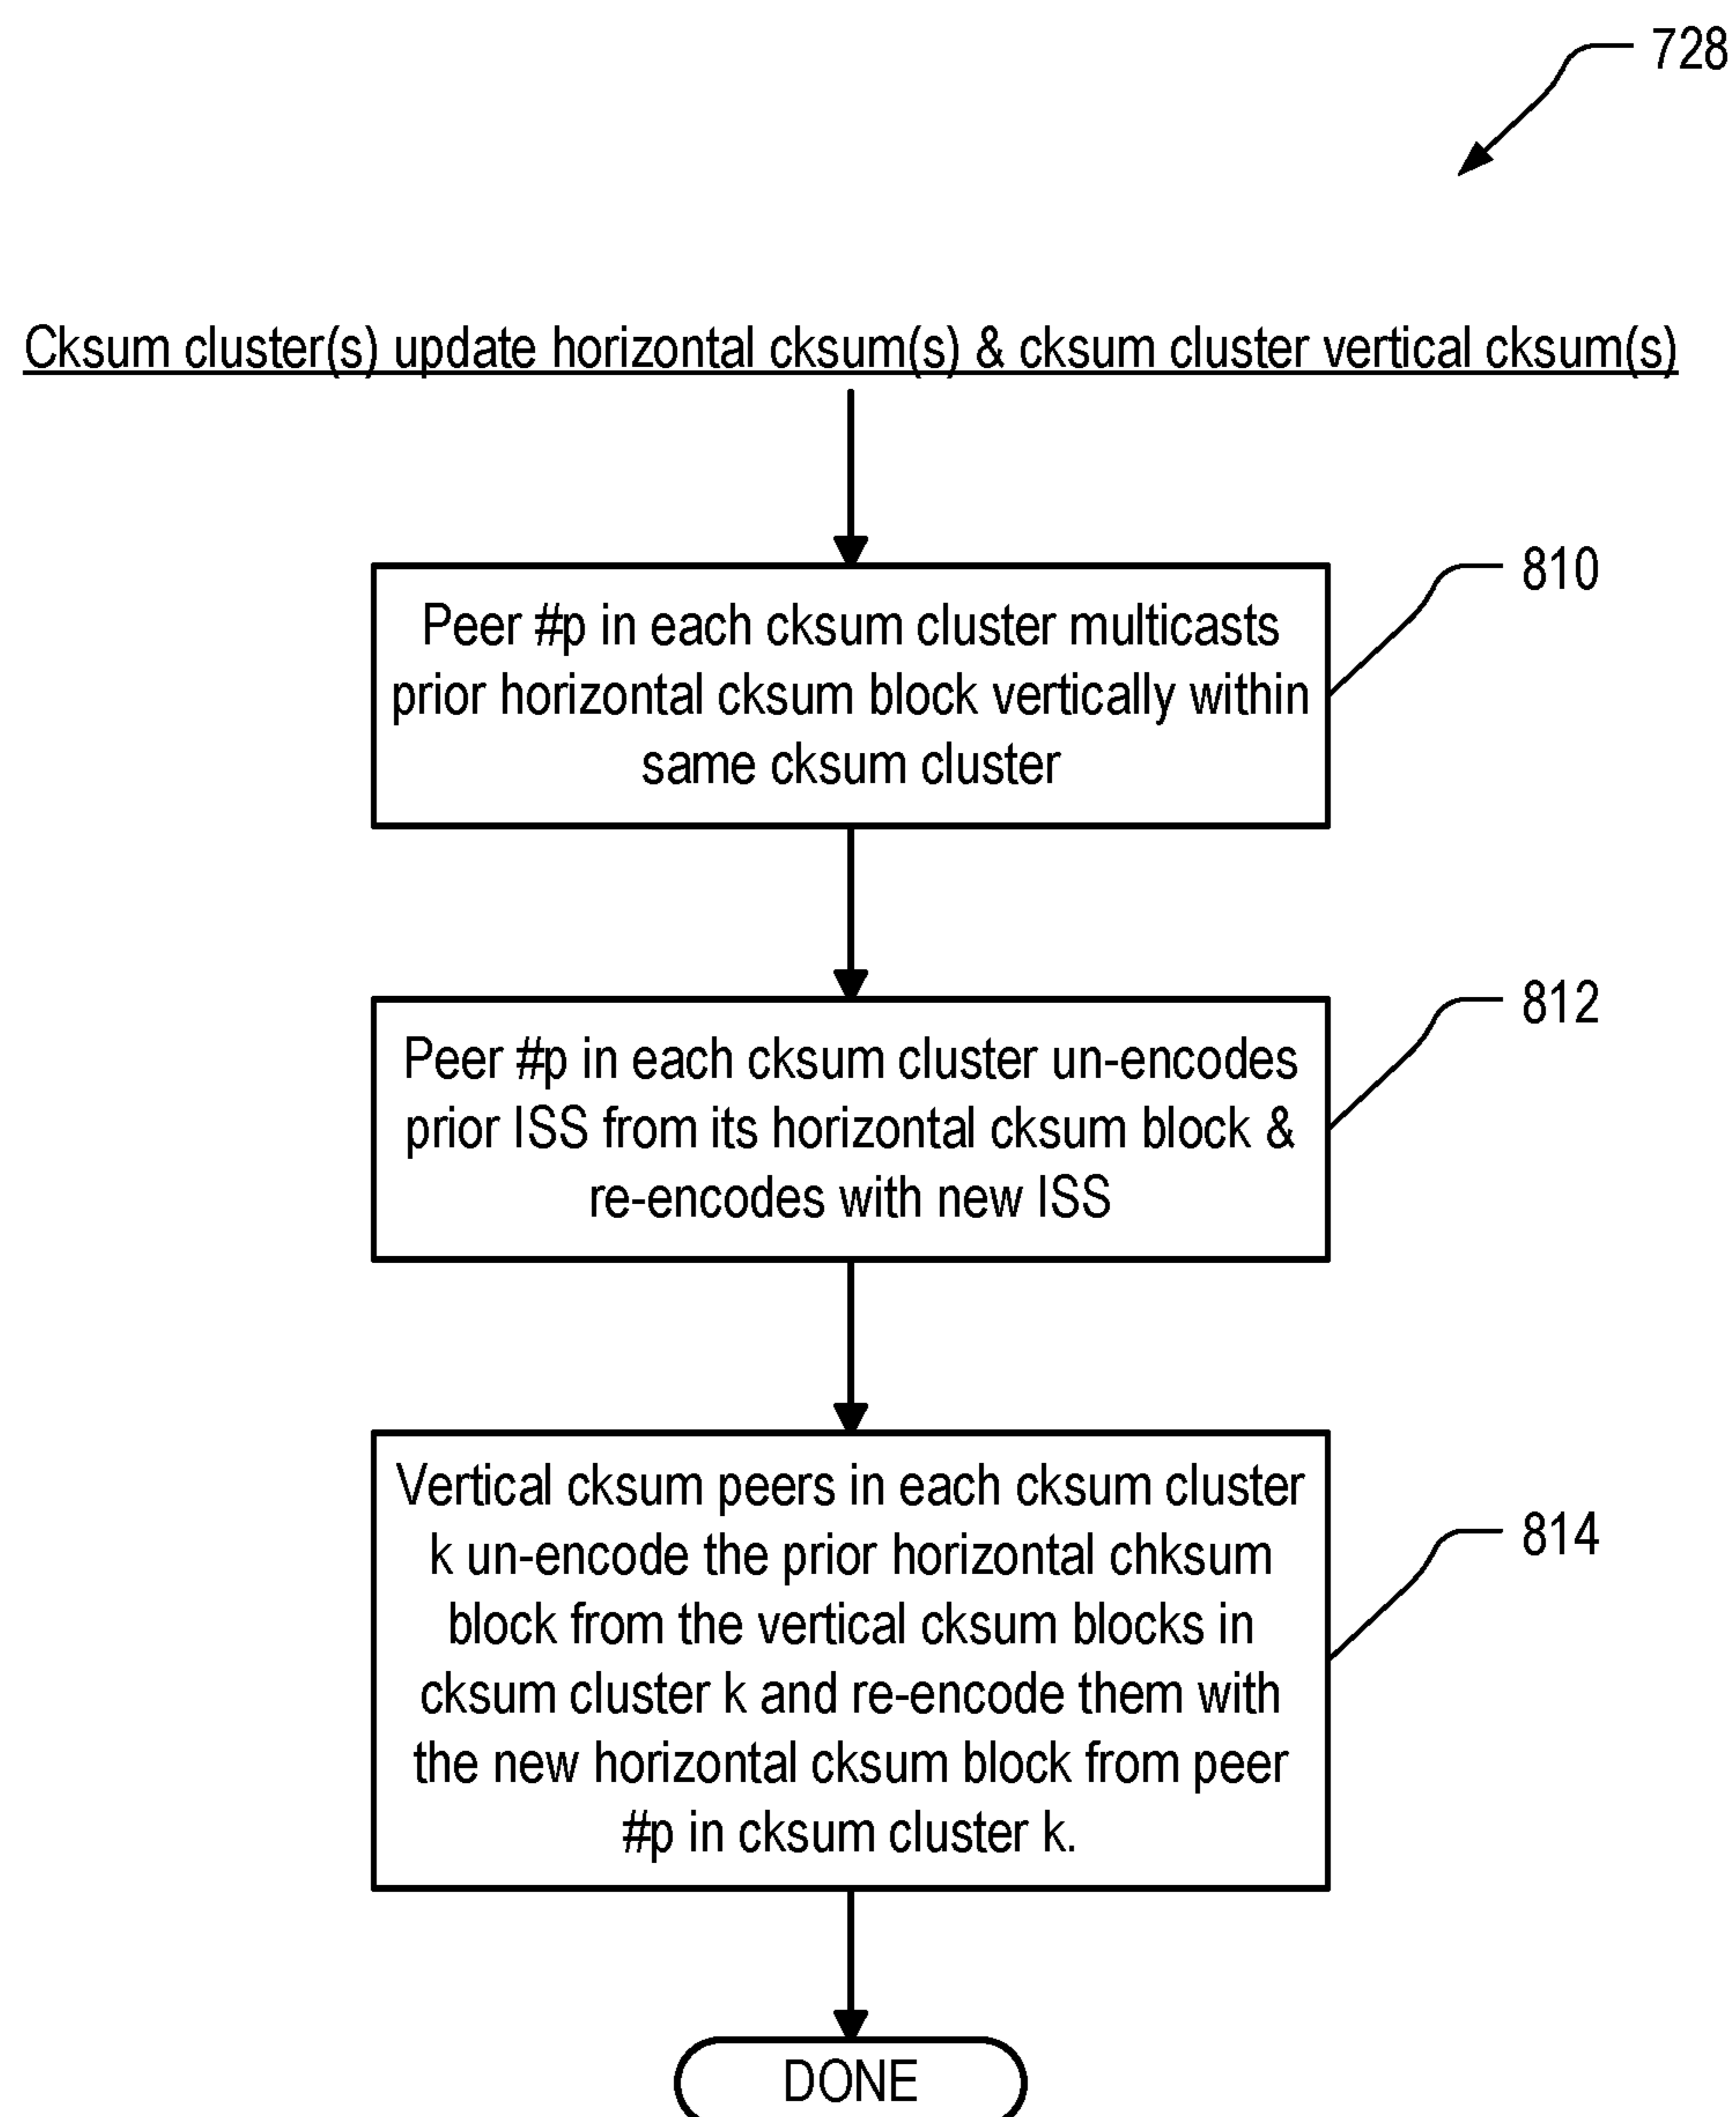 728
Cksum cluster(s) update horizontal cksum(s) & cksum cluster vertical cksum(s)
810
Peer #p in each cksum cluster multicasts
prior horizontal cksum block vertically within
same cksum cluster
812
Peer #p in each cksum cluster un-encodes
prior ISS from its horizontal cksum block &
re-encodes with new ISS
814
Vertical cksum peers in each cksum cluster
k un-encode the prior horizontal chksum
block from the vertical cksum blocks in
cksum cluster k and re-encode them with
the new horizontal cksum block from peer
#p in cksum cluster k.
DONE